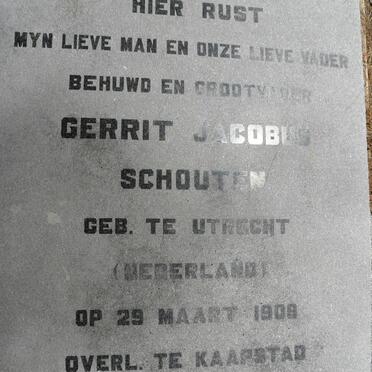 HIER RUST
MYN LIEVE MAN EN ONZE LIEVE VADER
BEHUWD EN GROOTVADER
GERRIT JACOBUS
SCHOUTEN
GEB. TE UTRECHT
(NEDERLAND)
OP 29 MAART 1908
OVERL. TE KAAPSTAD